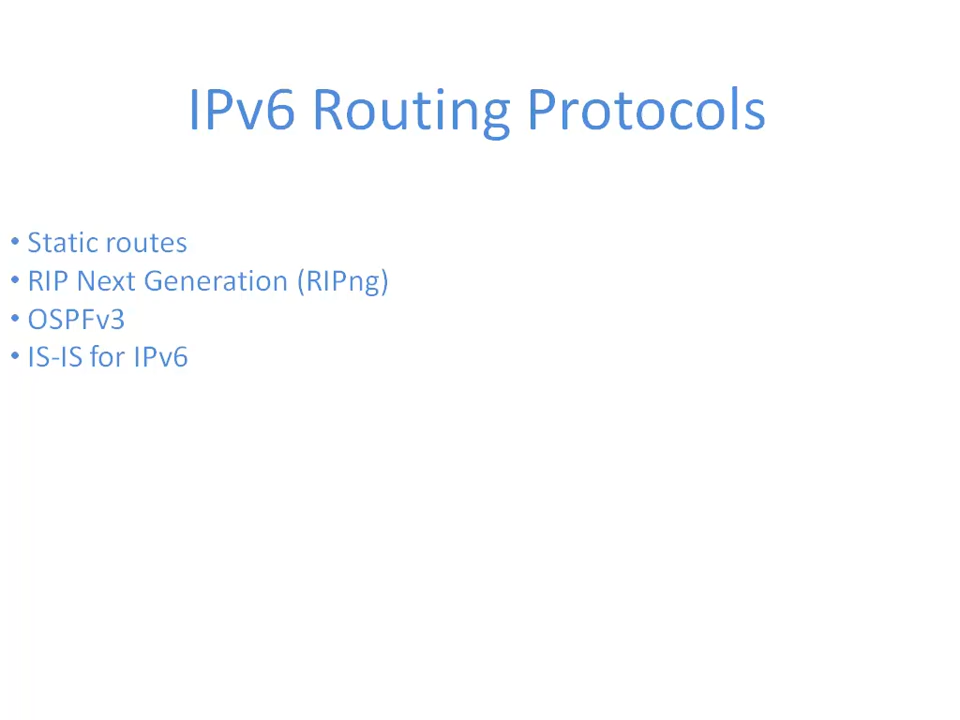 IPv6 Routing Protocols
• Static routes
• RIP Next Generation (RIPng)
• OSPFv3
• IS-IS for IPv6